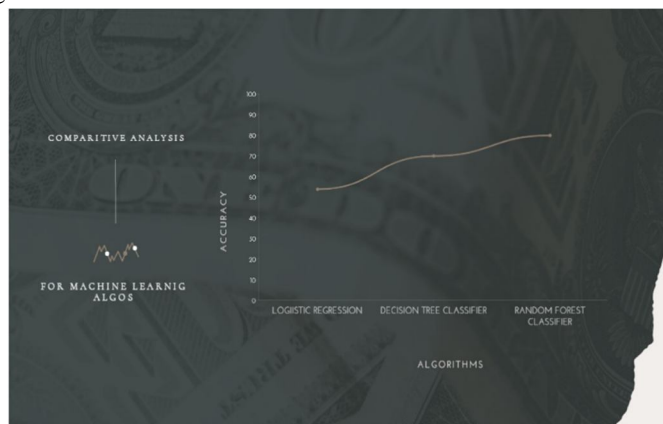 COMPARITIVE ANALYSIS
FOR MACHINE LEARNIG
ALGOS
ACCURACY
100
90
80
70
60
50
40
30
20
10
0
LOGIISTIC REGRESSION
DECISION TREE CLASSIFIER
RANDOM FOREST
CLASSIFIER
ALGORITHMS